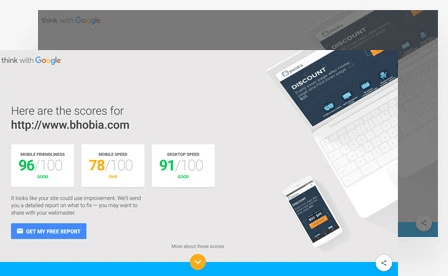 think with Google
think with Google
Here are the scores for
http://www.bhobia.com
MOBILE FRIENDLINESS
96/100
GOOD
MOBILE SPEED
78/100
FAIR
DESKTOP SPEED
91/100
GOOD
It looks like your site could use improvement. We'll send
you a detailed report on what to fix — you may want to
share with your webmaster.
GET MY FREE REPORT
More about these scores
DISCOUNT